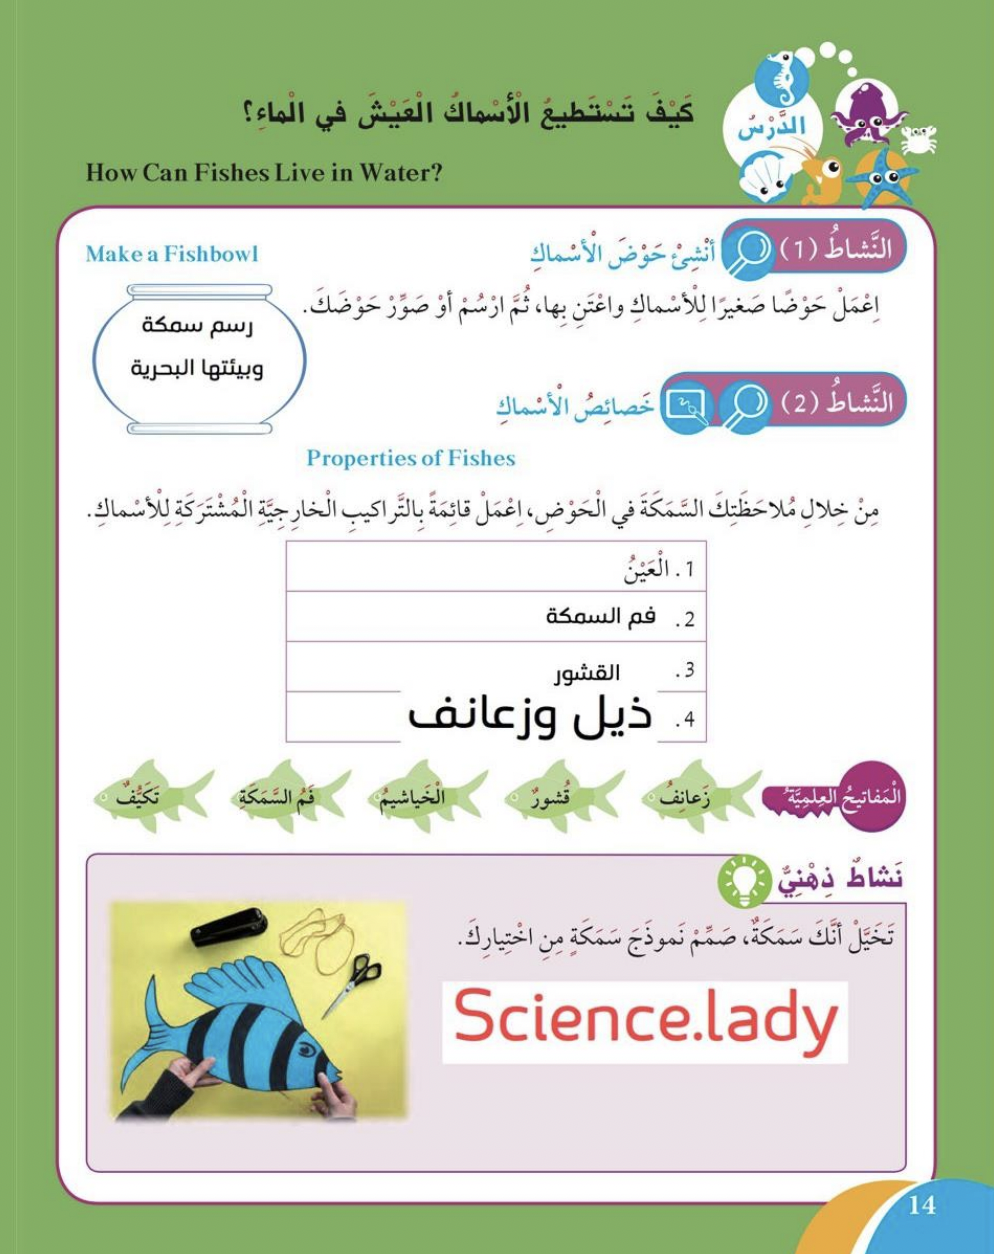 الدَّرْسُ
كَيْفَ تَسْتَطيعُ الْأَسْماكُ الْعَيْشَ في الْماءِ؟
How Can Fishes Live in Water?
النَّشاطُ (1) أَنْشِئْ حَوْضَ الْأَسْماكِ
Make a Fishbowl
اِعْمَلْ حَوْضًا صَغيرًا لِلْأَسْماكِ واعْتَنِ بِها، ثُمَّ ارْسُمْ أَوْ صَوِّرْ حَوْضَكَ.
رسم سمكة
وبيئتها البحرية
النَّشاطُ (2) خَصائِصُ الْأَسْماكِ
Properties of Fishes
مِنْ خِلالِ مُلاحَظَتِكَ السَّمَكَةَ في الْحَوْضِ، اِعْمَلْ قائِمَةً بِالتَّراكيبِ الْخارِجِيَّةِ الْمُشْتَرَكَةِ لِلْأَسْماكِ.
1. الْعَيْنُ
2. فم السمكة
3. القشور
4. ذيل وزعانف
الْمَفاتيحُ الْعِلمِيَّةُ
زَعانِفُ
قُشورٌ
الْخَياشيمُ
فَمُ السَّمَكَةِ
تَكَيُّفٌ
نَشاطٌ ذِهْنِيٌّ
تَخَيَّلْ أَنَّكَ سَمَكَةٌ، صَمِّمْ نَموذَجَ سَمَكَةٍ مِنِ اخْتِيارِكَ.
Science.lady
14